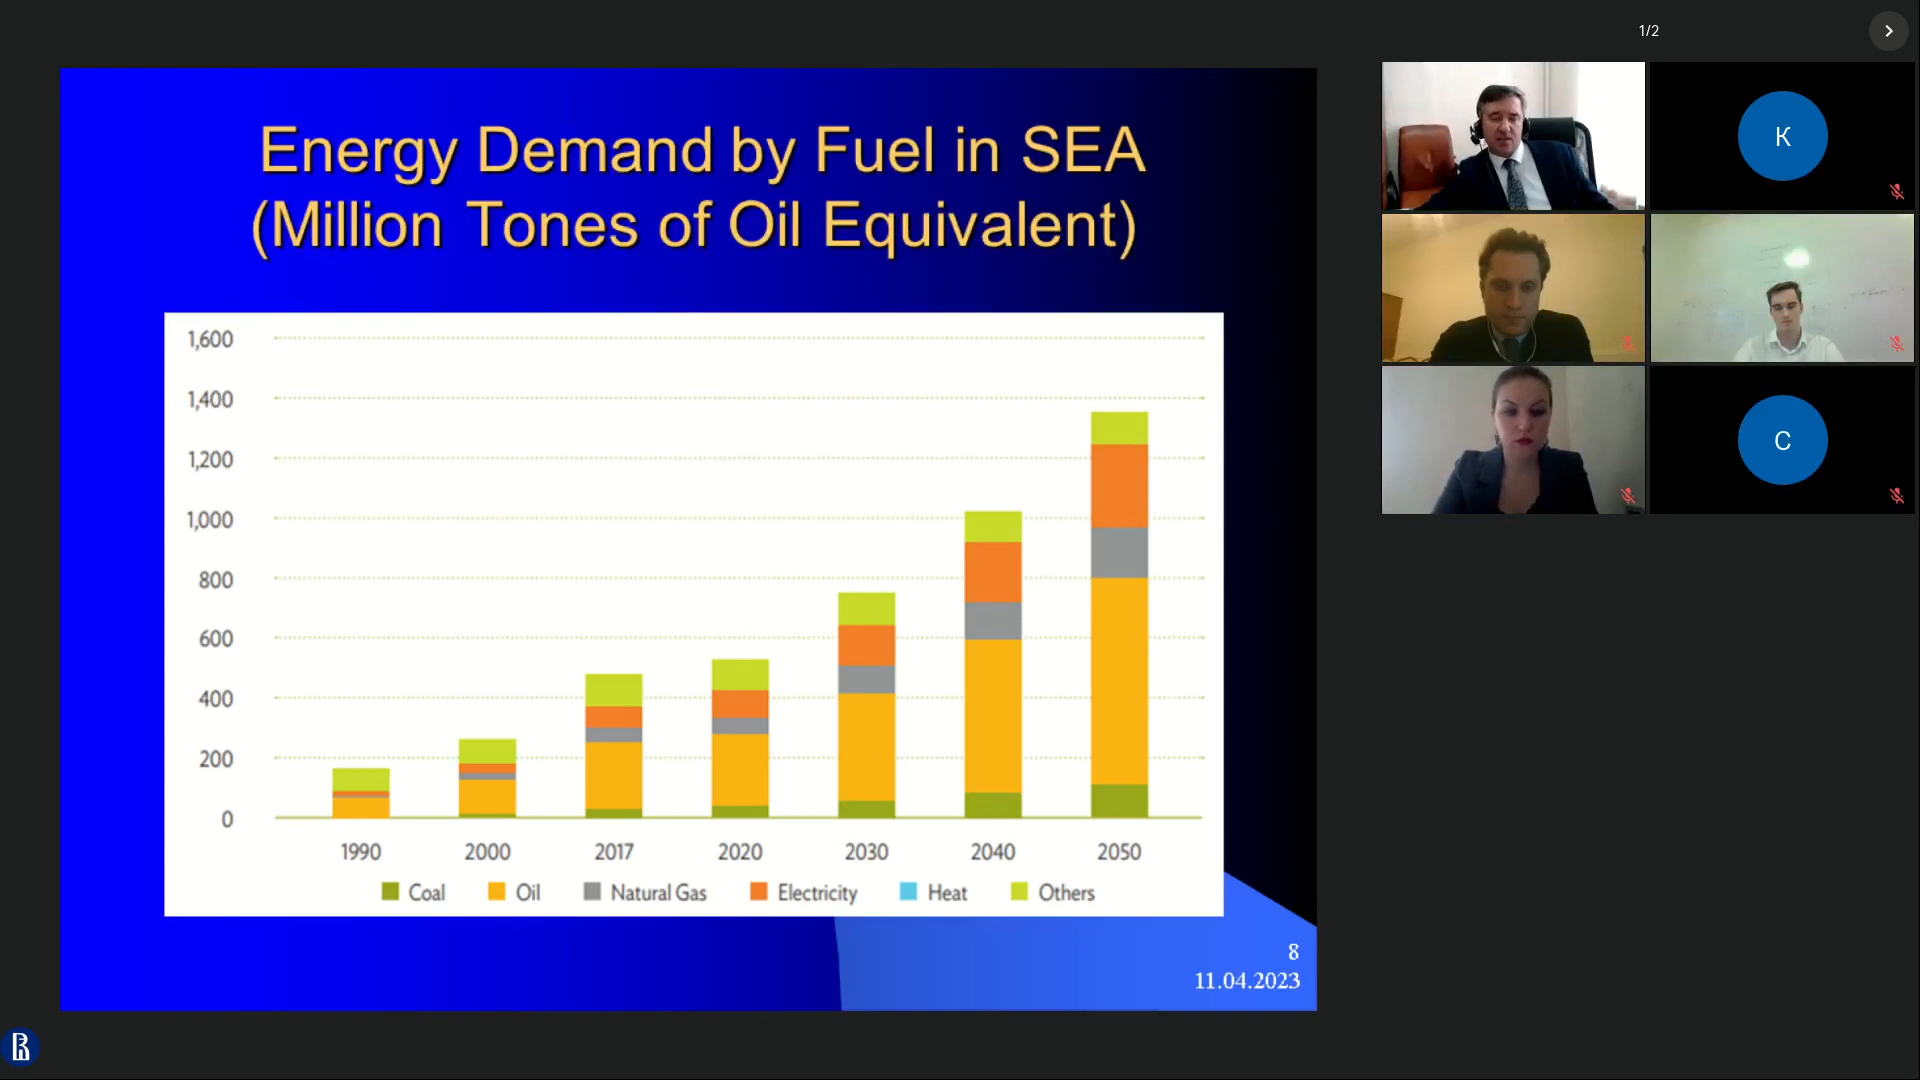 1/2
Energy Demand by Fuel in SEA
(Million Tones of Oil Equivalent)
1,600
1,400
1,200
1,000
800
600
400
200
0
1990 2000 2017 2020 2030 2040 2050
Coal Oil Natural Gas Electricity Heat Others
8
11.04.2023
K
C